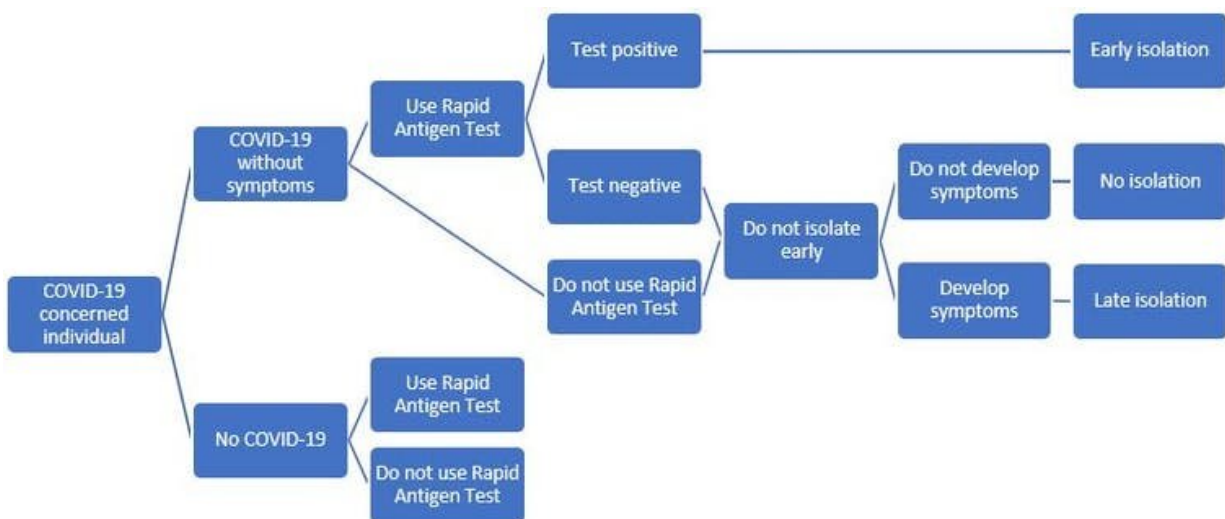 Test positive
Early isolation
Use Rapid
Antigen Test
COVID-19
without
symptoms
Test negative
Do not develop
symptoms
No isolation
Do not isolate
early
COVID-19
concerned
individual
Do not use Rapid
Antigen Test
Develop
symptoms
Late isolation
Use Rapid
Antigen Test
No COVID-19
Do not use Rapid
Antigen Test